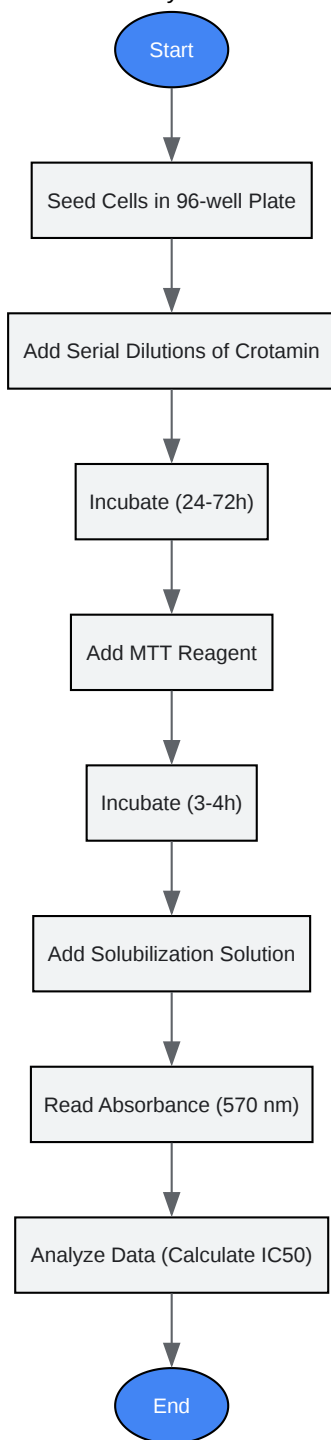 Start
Seed Cells in 96-well Plate
Add Serial Dilutions of Crotamin
Incubate (24-72h)
Add MTT Reagent
Incubate (3-4h)
Add Solubilization Solution
Read Absorbance (570 nm)
Analyze Data (Calculate IC50)
End